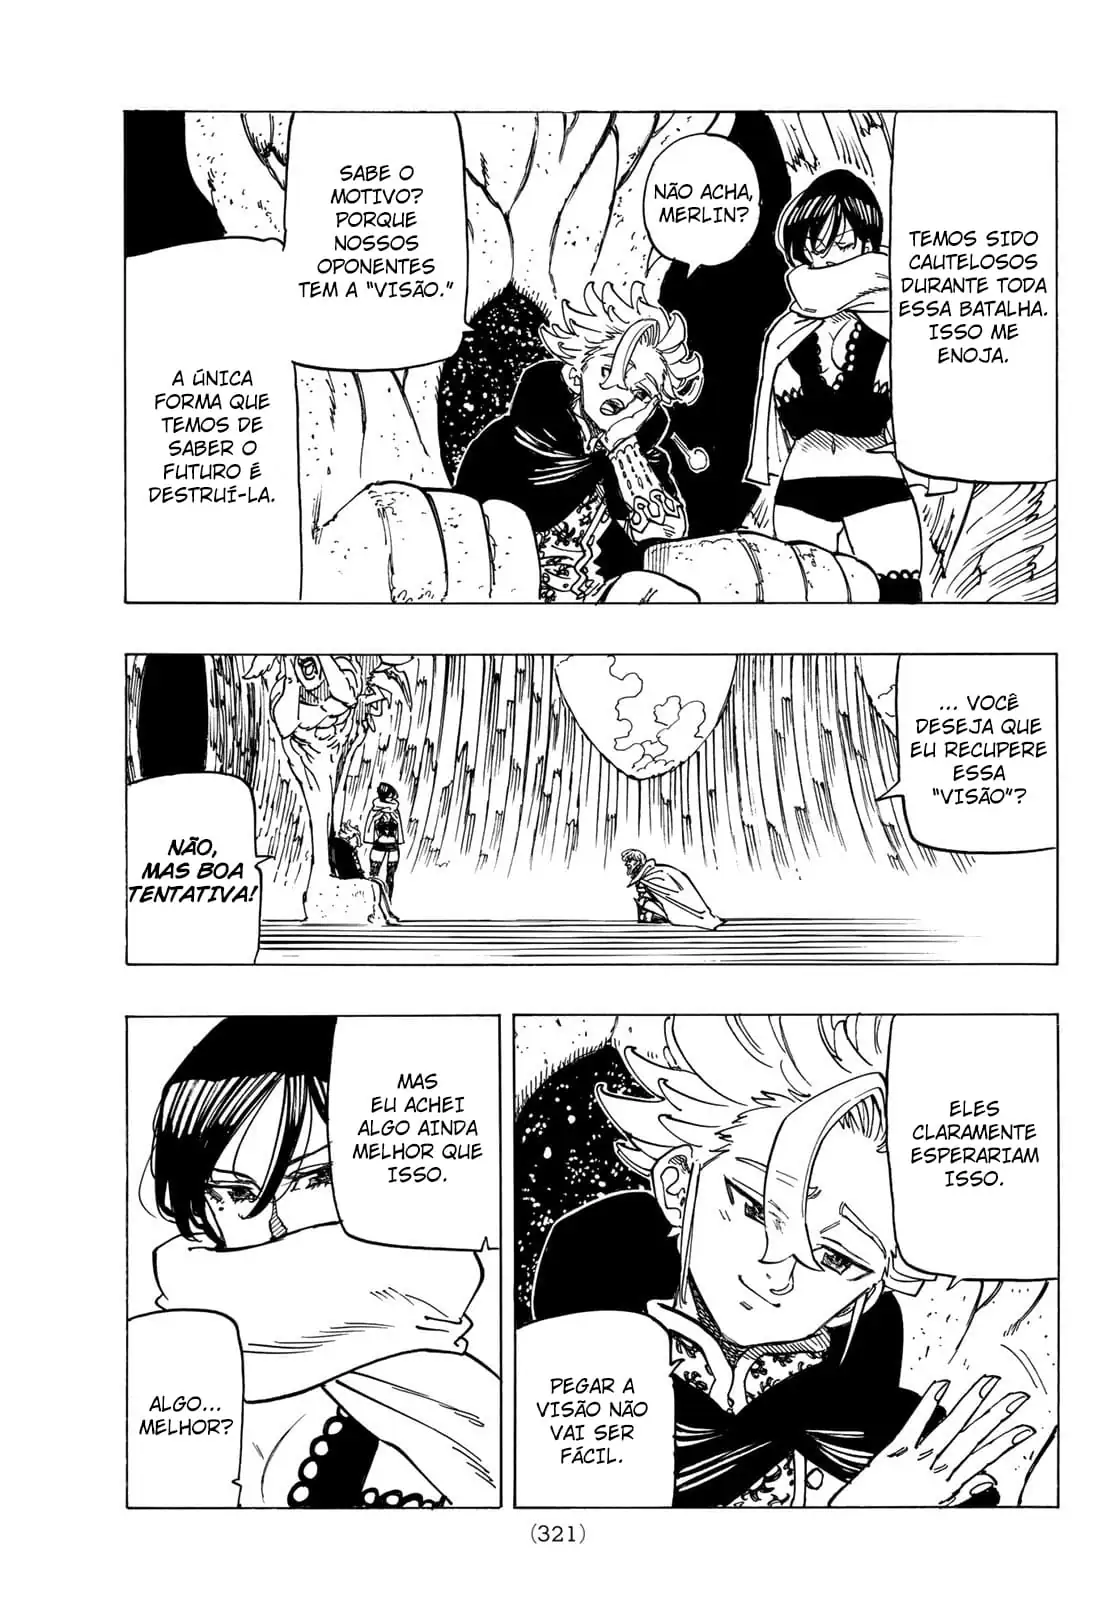 TEMOS SIDO
CAUTELOSOS
DURANTE TODA
ESSA BATALHA.
ISSO ME
ENOJA.
NÃO ACHA,
MERLIN?
SABE O
MOTIVO?
PORQUE
NOSSOS
OPONENTES
TEM A “VISÃO.”
A ÚNICA
FORMA QUE
TEMOS DE
SABER O
FUTURO É
DESTRUÍ-LA.
... VOCÊ
DESEJA QUE
EU RECUPERE
ESSA
“VISÃO”?
NÃO,
MAS BOA
TENTATIVA!
ELES
CLARAMENTE
ESPERARIAM
ISSO.
PEGAR A
VISÃO NÃO
VAI SER
FÁCIL.
MAS
EU ACHEI
ALGO AINDA
MELHOR QUE
ISSO.
ALGO...
MELHOR?
(321)